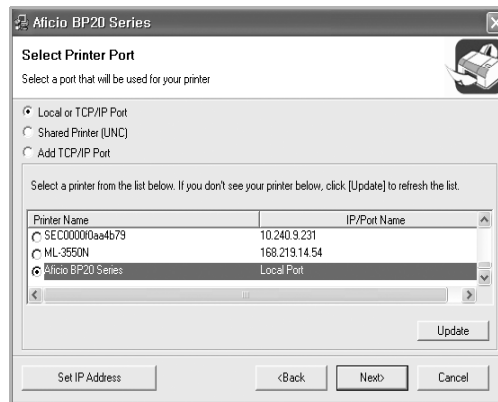 Aficio BP20 Series
Select Printer Port
Select a port that will be used for your printer
Local or TCP/IP Port
Shared Printer (UNC)
Add TCP/IP Port
Select a printer from the list below. If you don't see your printer below, click [Update] to refresh the list.
Printer Name IP/Port Name
SEC0000f0aa4b79 10.240.9.231
ML-3550N 168.219.14.54
Aficio BP20 Series Local Port
Update
Set IP Address <Back Next> Cancel